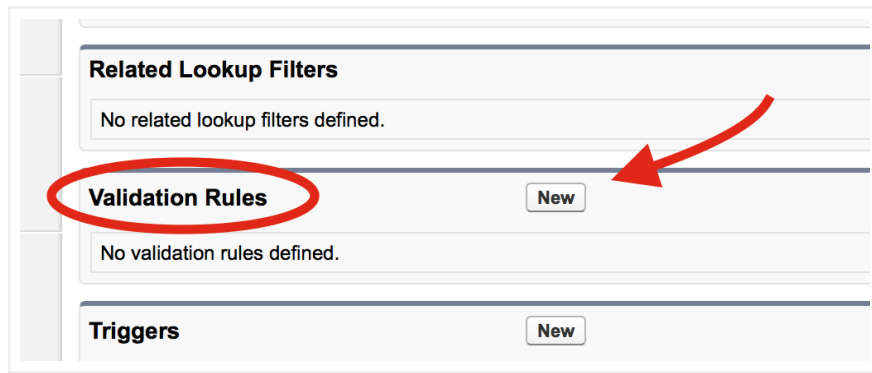 Related Lookup Filters
No related lookup filters defined.
Validation Rules New
No validation rules defined.
Triggers New